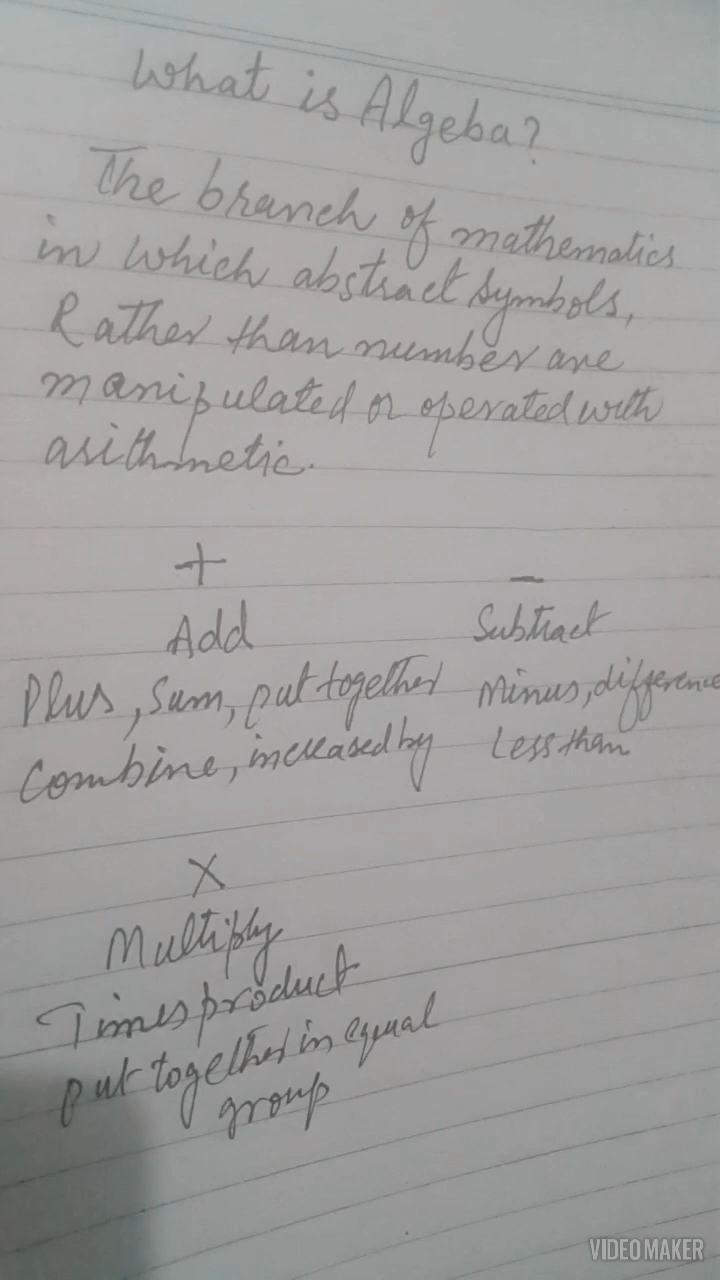 What is Algeba?
The branch of mathematics
in which abstract symbols,
Rather than number are
manipulated or operated with
arithmetic.
+ −
Add Subtract
Plus, Sum, put together Minus, difference
Combine, increased by Less than
×
Multiply
Times product
put together in equal
group
VIDEO MAKER